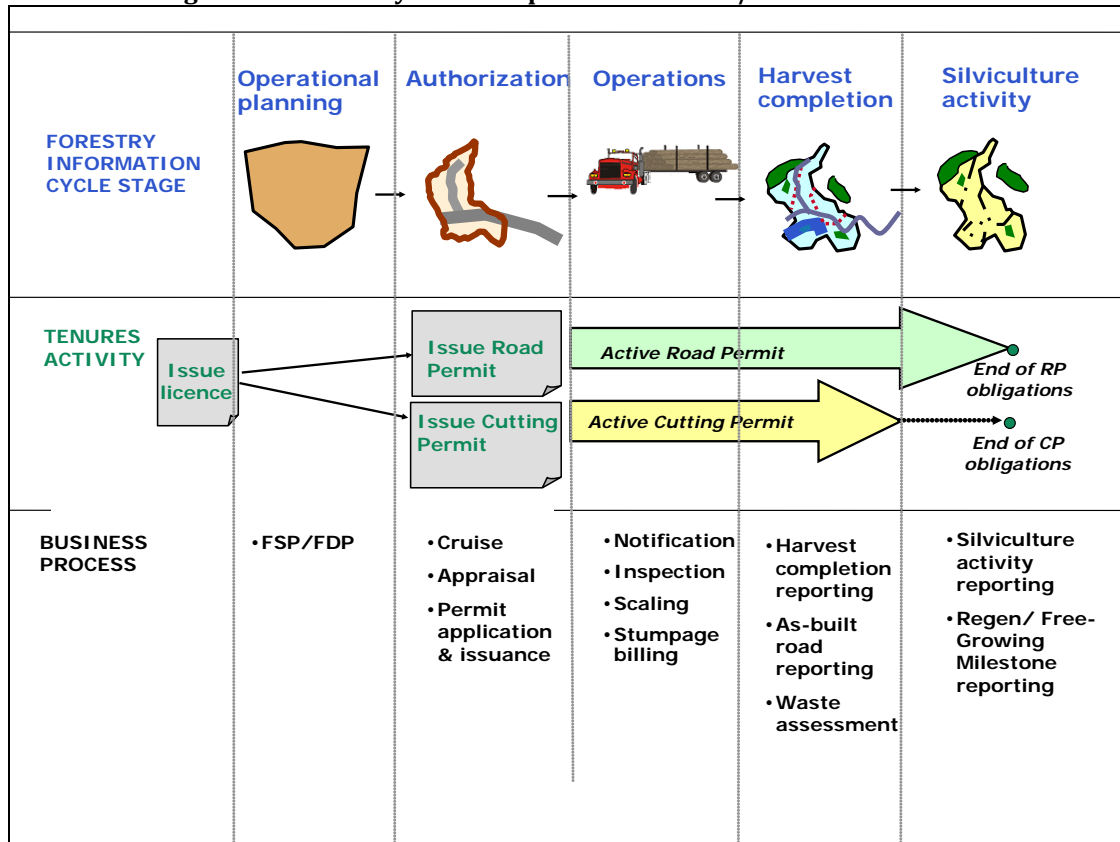 Operational
planning
Authorization
Operations
Harvest
completion
Silviculture
activity
FORESTRY
INFORMATION
CYCLE STAGE
TENURES
ACTIVITY
Issue
licence
Issue Road
Permit
Active Road Permit
End of RP
obligations
Issue Cutting
Permit
Active Cutting Permit
End of CP
obligations
BUSINESS
PROCESS
•FSP/FDP
•Cruise
•Appraisal
•Permit
application
& issuance
•Notification
•Inspection
•Scaling
•Stumpage
billing
•Harvest
completion
reporting
•As-built
road
reporting
•Waste
assessment
•Silviculture
activity
reporting
•Regen/ Free-
Growing
Milestone
reporting